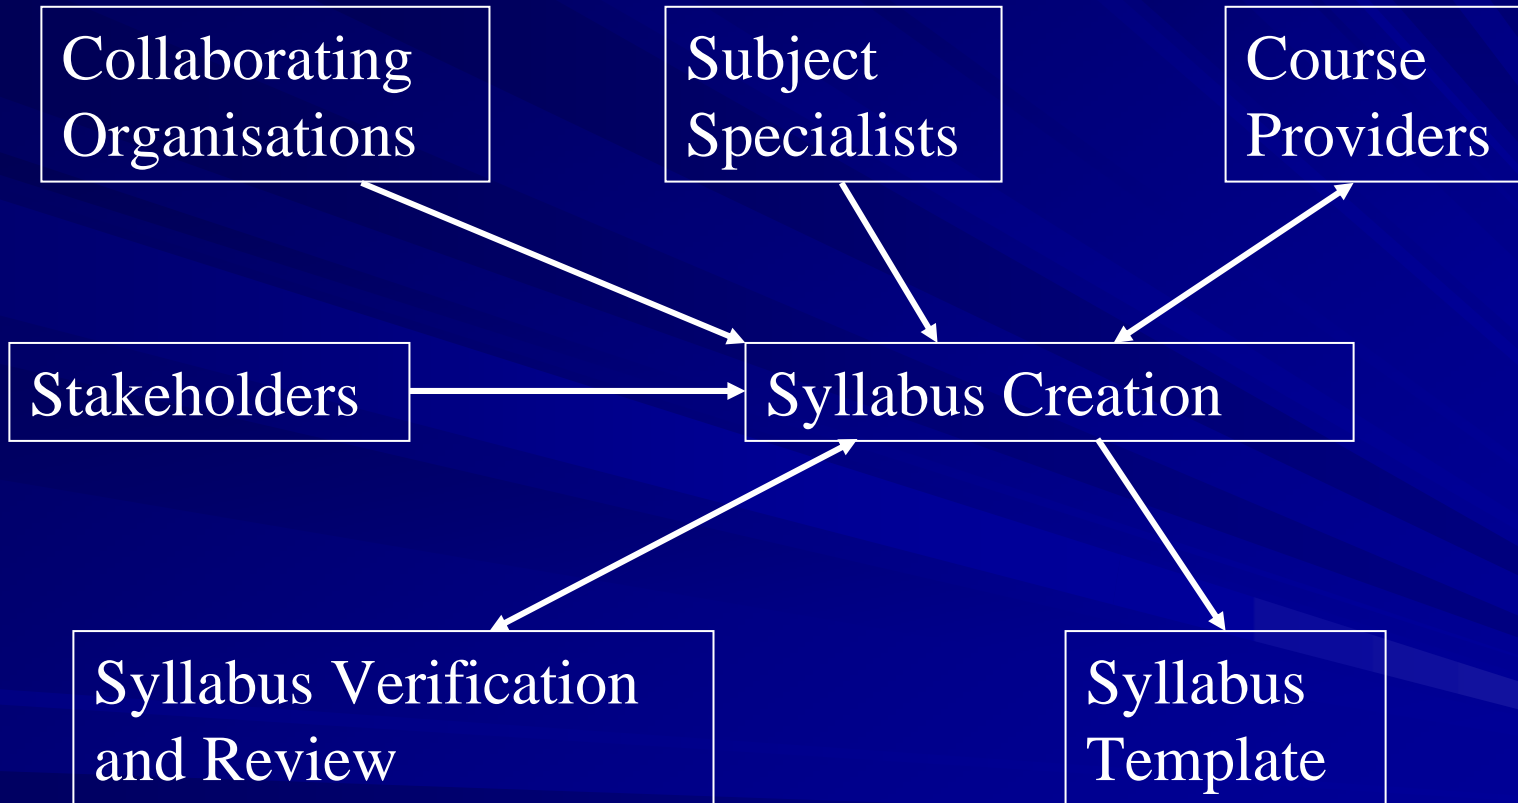 Collaborating
Organisations
Subject
Specialists
Course
Providers
Stakeholders
Syllabus Creation
Syllabus Verification
and Review
Syllabus
Template